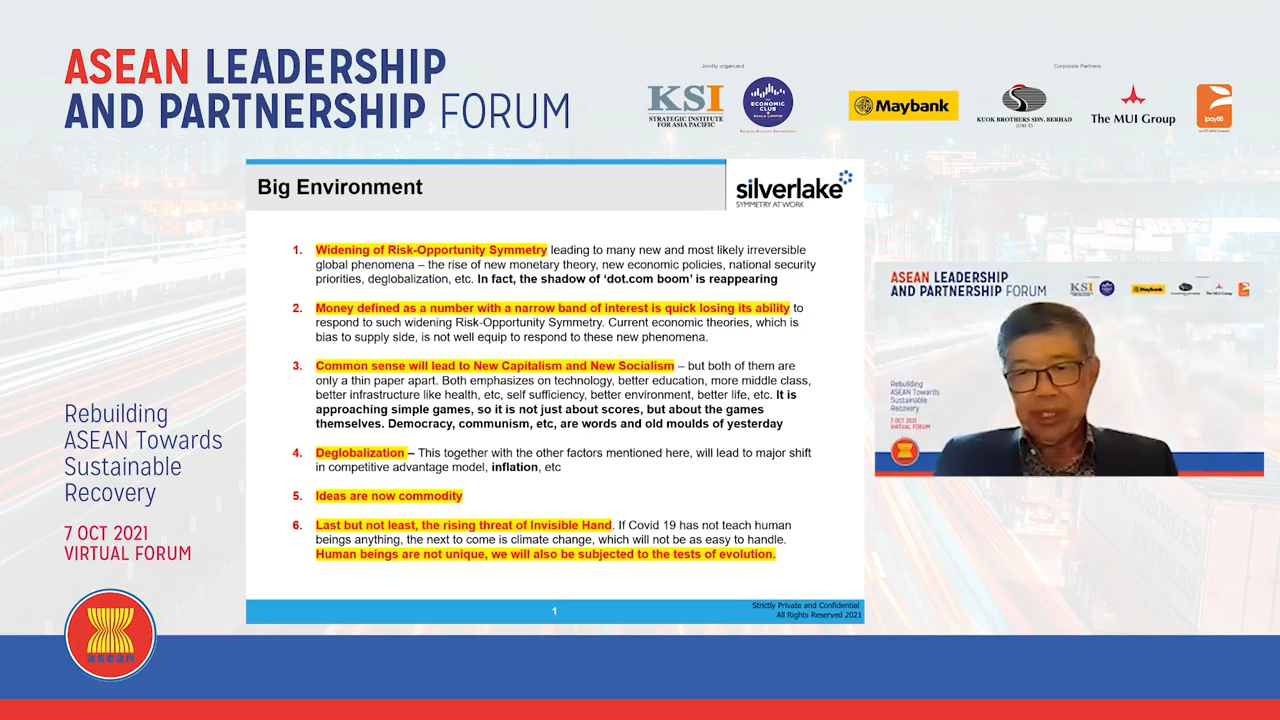 ASEAN LEADERSHIP
AND PARTNERSHIP FORUM
Jointly organized
KSI
STRATEGIC INSTITUTE
FOR ASIA PACIFIC
ECONOMIC
CLUB
Corporate Partners
Maybank
KUOK BROTHERS SDN. BERHAD
The MUI Group
ipay88
Big Environment
silverlake
SYMMETRY AT WORK
1. Widening of Risk-Opportunity Symmetry leading to many new and most likely irreversible
global phenomena – the rise of new monetary theory, new economic policies, national security
priorities, deglobalization, etc. In fact, the shadow of ‘dot.com boom’ is reappearing
2. Money defined as a number with a narrow band of interest is quick losing its ability to
respond to such widening Risk-Opportunity Symmetry. Current economic theories, which is
bias to supply side, is not well equip to respond to these new phenomena.
3. Common sense will lead to New Capitalism and New Socialism – but both of them are
only a thin paper apart. Both emphasizes on technology, better education, more middle class,
better infrastructure like health, etc, self sufficiency, better environment, better life, etc. It is
approaching simple games, so it is not just about scores, but about the games
themselves. Democracy, communism, etc, are words and old moulds of yesterday
4. Deglobalization – This together with the other factors mentioned here, will lead to major shift
in competitive advantage model, inflation, etc
5. Ideas are now commodity
6. Last but not least, the rising threat of Invisible Hand. If Covid 19 has not teach human
beings anything, the next to come is climate change, which will not be as easy to handle.
Human beings are not unique, we will also be subjected to the tests of evolution.
1
Strictly Private and Confidential
All Rights Reserved 2021
Rebuilding
ASEAN Towards
Sustainable
Recovery
7 OCT 2021
VIRTUAL FORUM
asean
ASEAN LEADERSHIP
AND PARTNERSHIP FORUM
KSI
Maybank
Rebuilding
ASEAN Towards
Sustainable
Recovery
7 OCT 2021
VIRTUAL FORUM